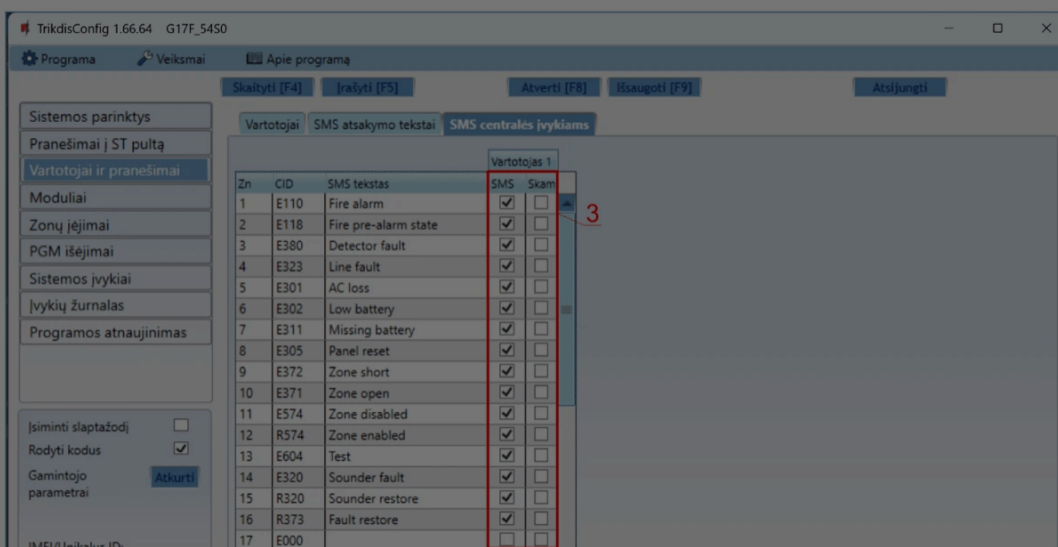 TrikdisConfig 1.66.64 G17F_54S0
Programa Veiksmai Apie programą
Skaityti [F4] Įrašyti [F5] Atverti [F8] Išsaugoti [F9] Atsijungti
Sistemos parinktys
Pranešimai į ST pultą
Vartotojai ir pranešimai
Moduliai
Zonų įėjimai
PGM išėjimai
Sistemos įvykiai
Įvykių žurnalas
Programos atnaujinimas
Įsiminti slaptažodį
Rodyti kodus
Gamintojo
parametrai
Atkurti
IMEI/Unikalus ID:
Vartotojai SMS atsakymo tekstai SMS centralės įvykiams
Vartotojas 1
Zn CID SMS tekstas SMS Skam
1 E110 Fire alarm
2 E118 Fire pre-alarm state
3 E380 Detector fault
4 E323 Line fault
5 E301 AC loss
6 E302 Low battery
7 E311 Missing battery
8 E305 Panel reset
9 E372 Zone short
10 E371 Zone open
11 E574 Zone disabled
12 R574 Zone enabled
13 E604 Test
14 E320 Sounder fault
15 R320 Sounder restore
16 R373 Fault restore
17 E000
3